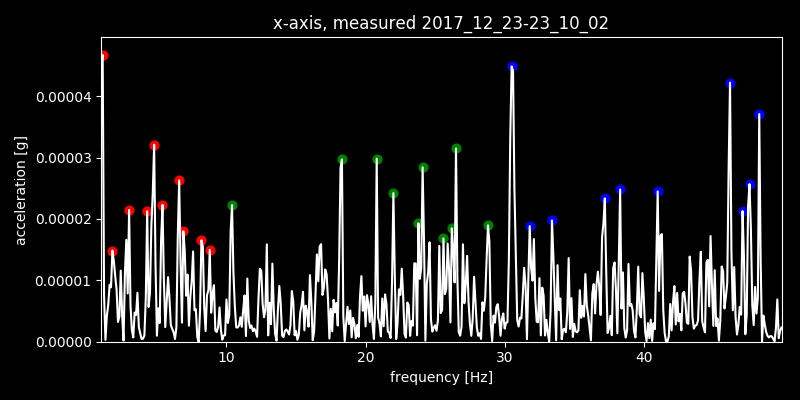 x-axis, measured 2017_12_23-23_10_02
acceleration [g]
0.00004
0.00003
0.00002
0.00001
0.00000
10 20 30 40
frequency [Hz]